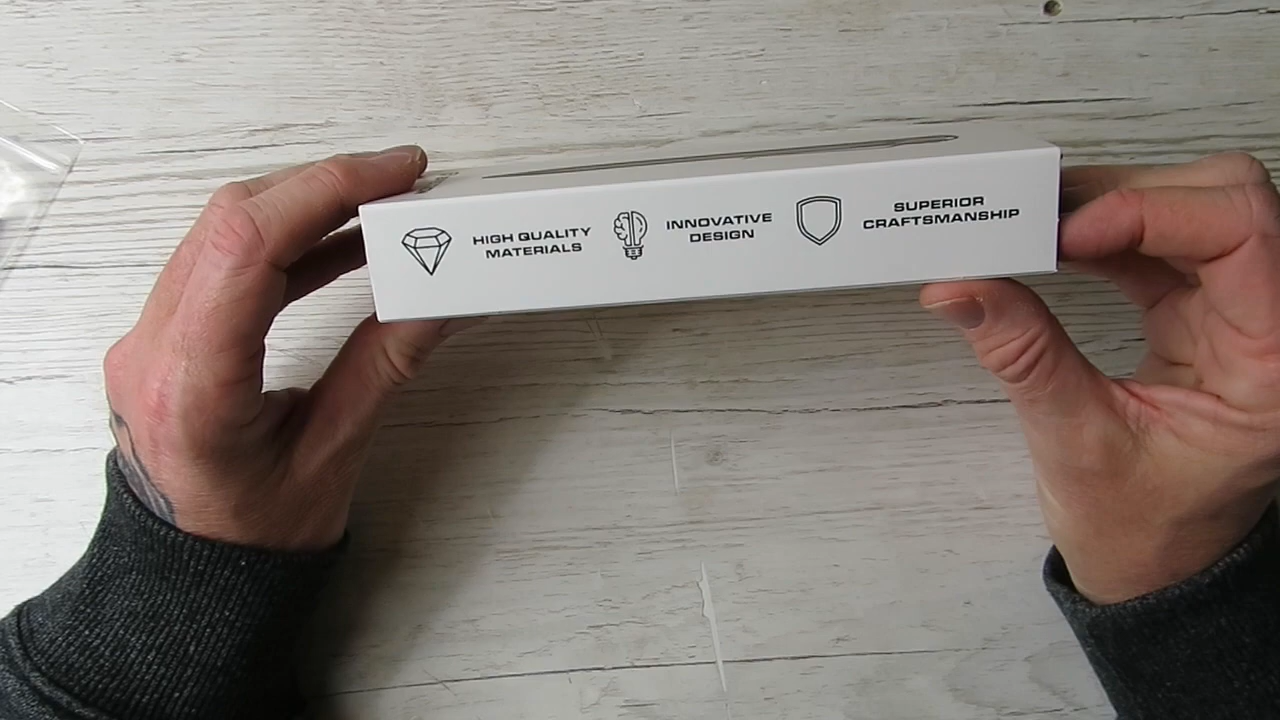 HIGH QUALITY
MATERIALS
INNOVATIVE
DESIGN
SUPERIOR
CRAFTSMANSHIP